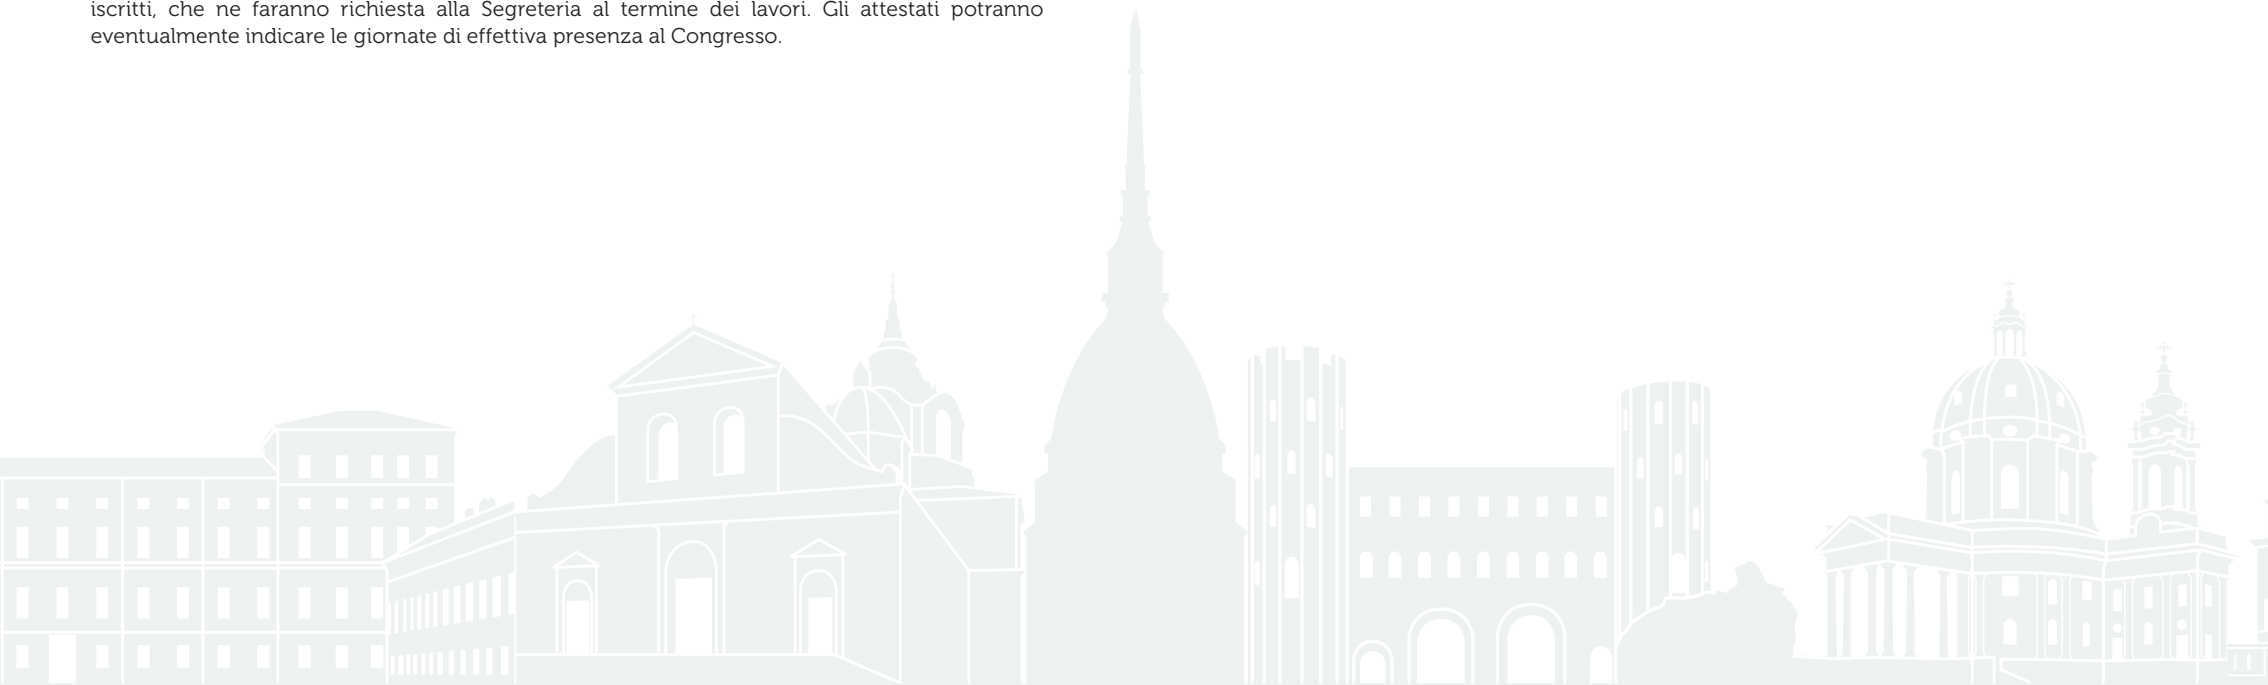 iscritti, che ne faranno richiesta alla Segreteria al termine dei lavori. Gli attestati potranno
eventualmente indicare le giornate di effettiva presenza al Congresso.